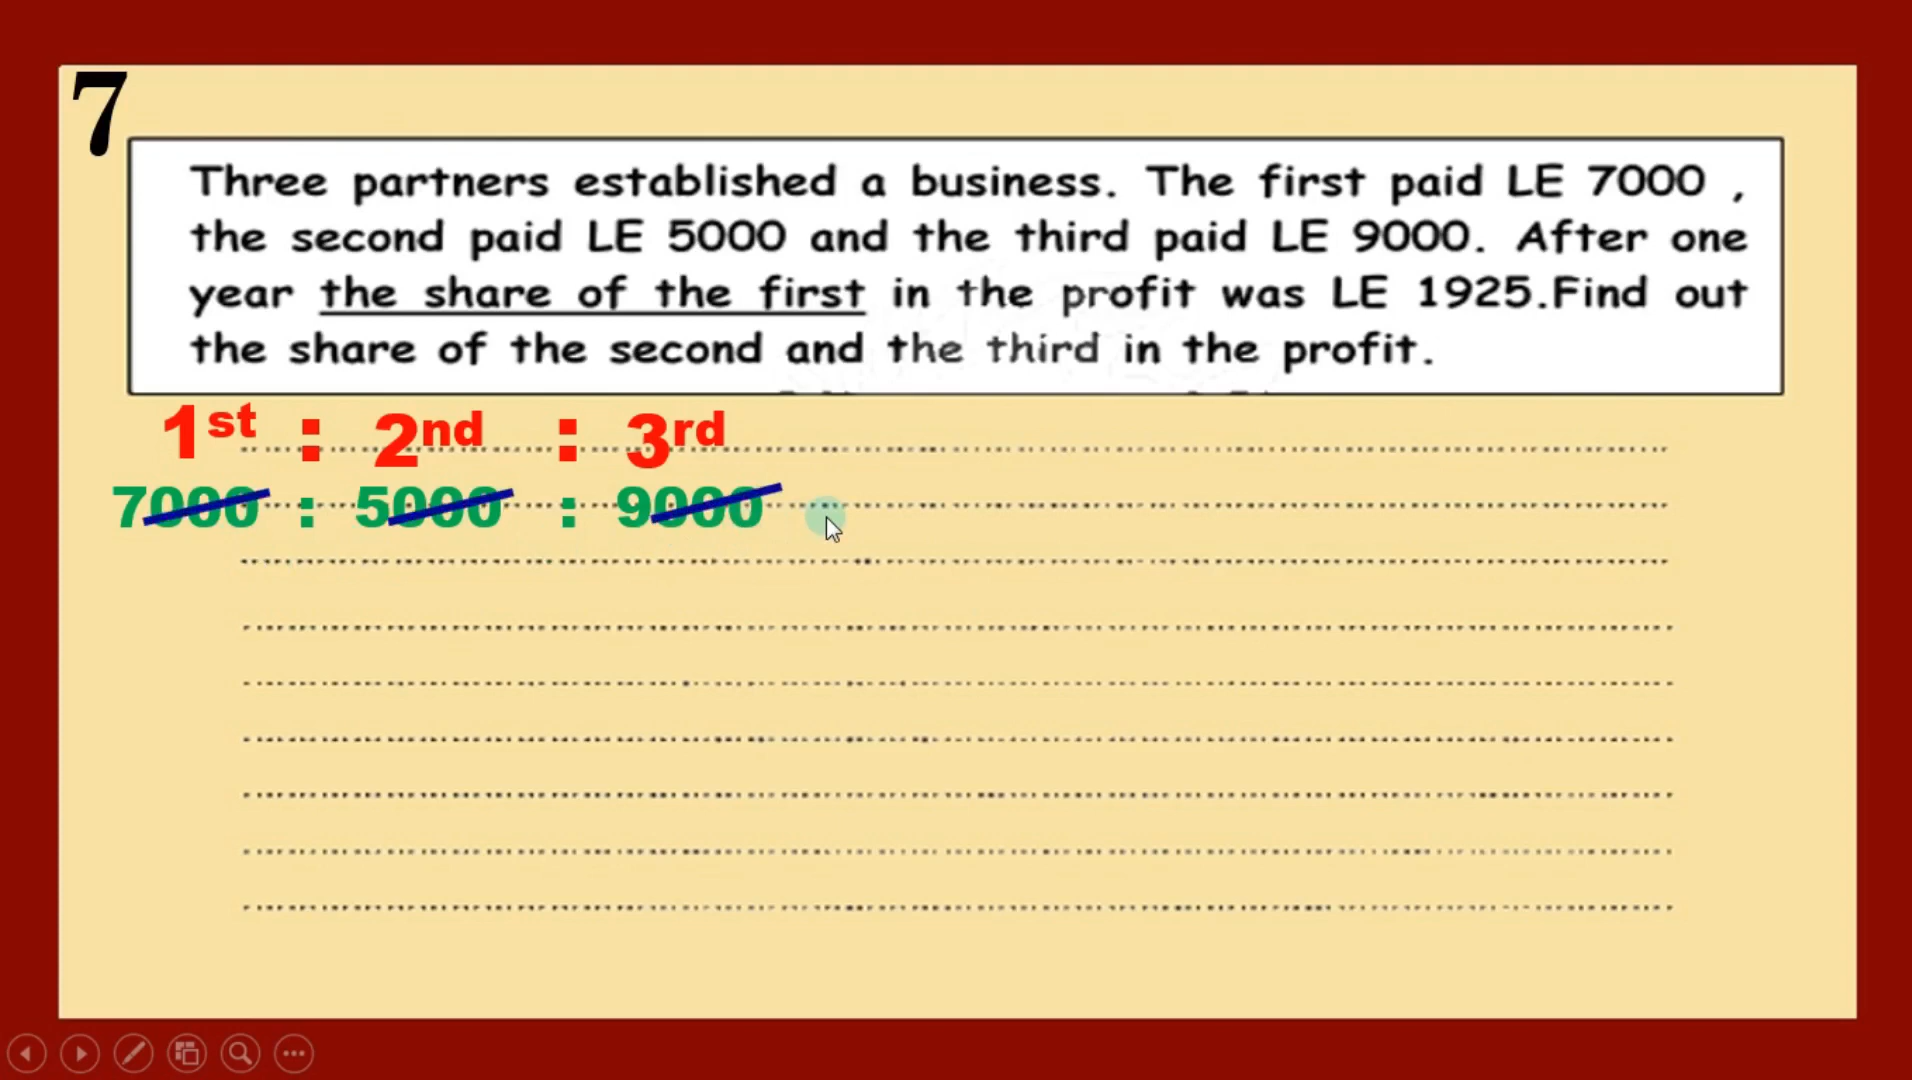 7
Three partners established a business. The first paid LE 7000 ,
the second paid LE 5000 and the third paid LE 9000. After one
year the share of the first in the profit was LE 1925.Find out
the share of the second and the third in the profit.
1st : 2nd : 3rd
7000 : 5000 : 9000